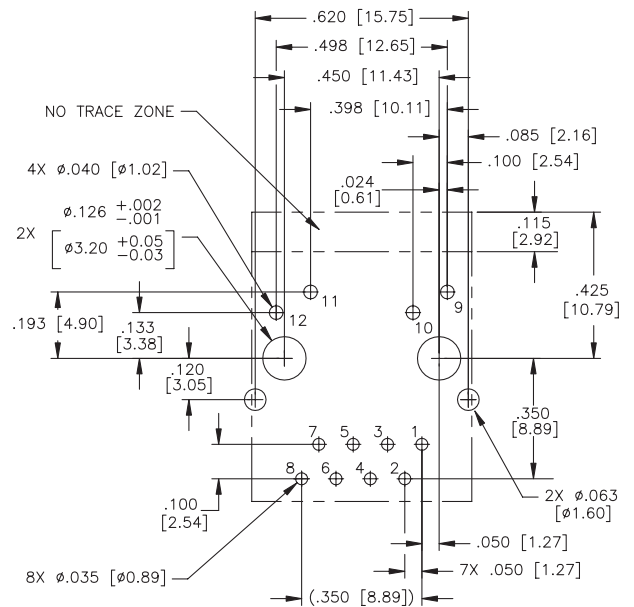 .620 [15.75]
.498 [12.65]
.450 [11.43]
NO TRACE ZONE
.398 [10.11]
.085 [2.16]
4X ø.040 [ø1.02]
.100 [2.54]
.024
[0.61]
ø.126 +.002
-.001
2X
ø3.20 +0.05
-0.03
.115
[2.92]
.425
[10.79]
11
9
12
10
.193 [4.90]
.133
[3.38]
.120
[3.05]
.350
[8.89]
7 5 3 1
8 6 4 2
.100
[2.54]
2X ø.063
[ø1.60]
.050 [1.27]
8X ø.035 [ø0.89]
7X .050 [1.27]
(.350 [8.89])